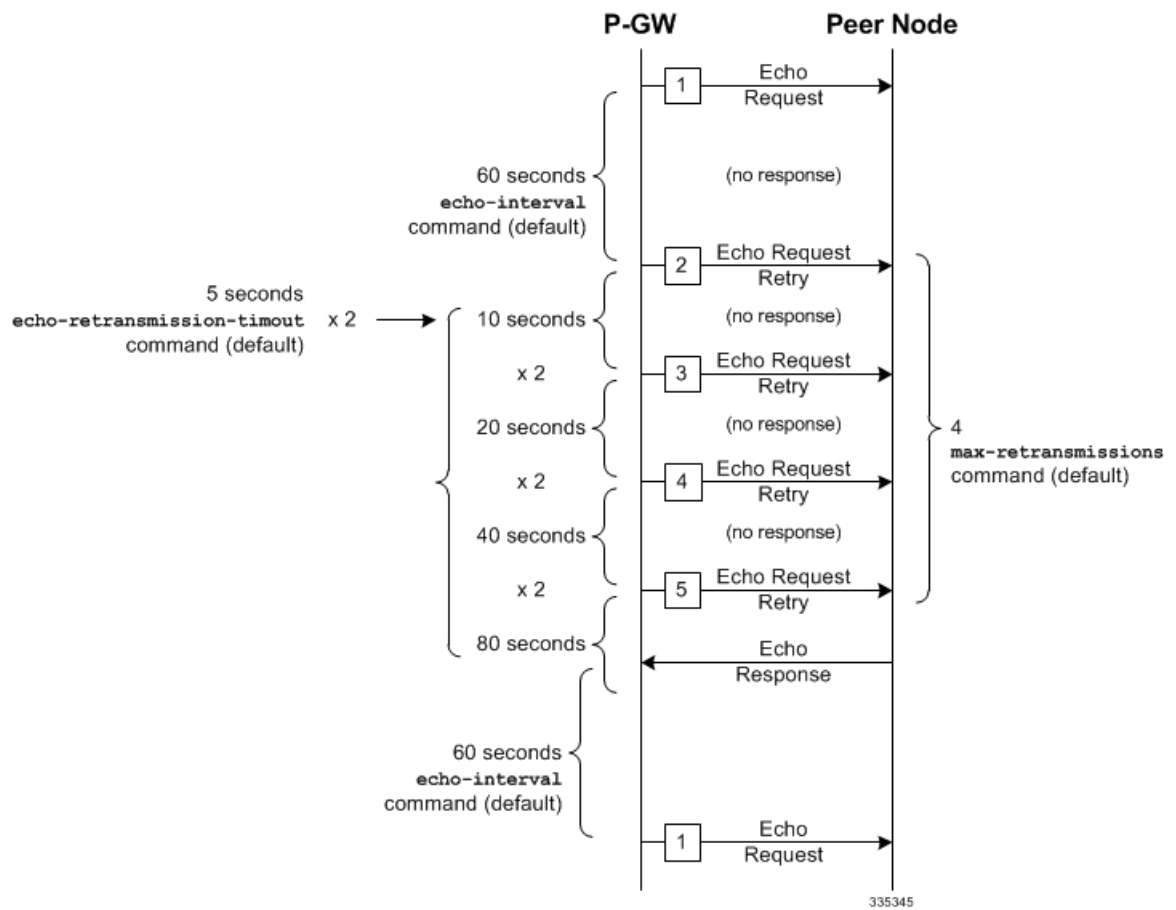 P-GW
Peer Node
1
Echo
Request
60 seconds
echo-interval
command (default)
(no response)
2
Echo Request
Retry
5 seconds
echo-retransmission-timout
command (default)
x 2
10 seconds
(no response)
x 2
3
Echo Request
Retry
20 seconds
(no response)
4
max-retransmissions
command (default)
x 2
4
Echo Request
Retry
40 seconds
(no response)
x 2
5
Echo Request
Retry
80 seconds
Echo
Response
60 seconds
echo-interval
command (default)
1
Echo
Request
335345